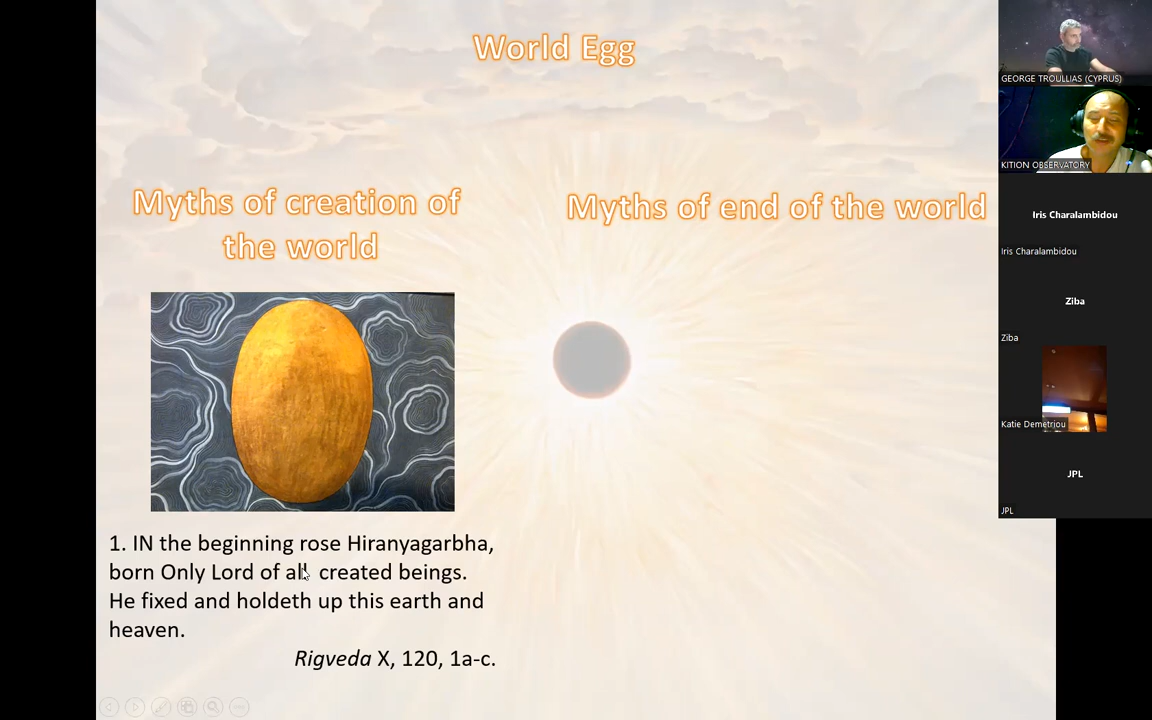 World Egg
Myths of creation of
the world
Myths of end of the world
1. IN the beginning rose Hiranyagarbha,
born Only Lord of all created beings.
He fixed and holdeth up this earth and
heaven.
Rigveda X, 120, 1a-c.
GEORGE TROULLIAS (CYPRUS)
KITION OBSERVATORY
Iris Charalambidou
Iris Charalambidou
Ziba
Ziba
Katie Demetriou
JPL
JPL